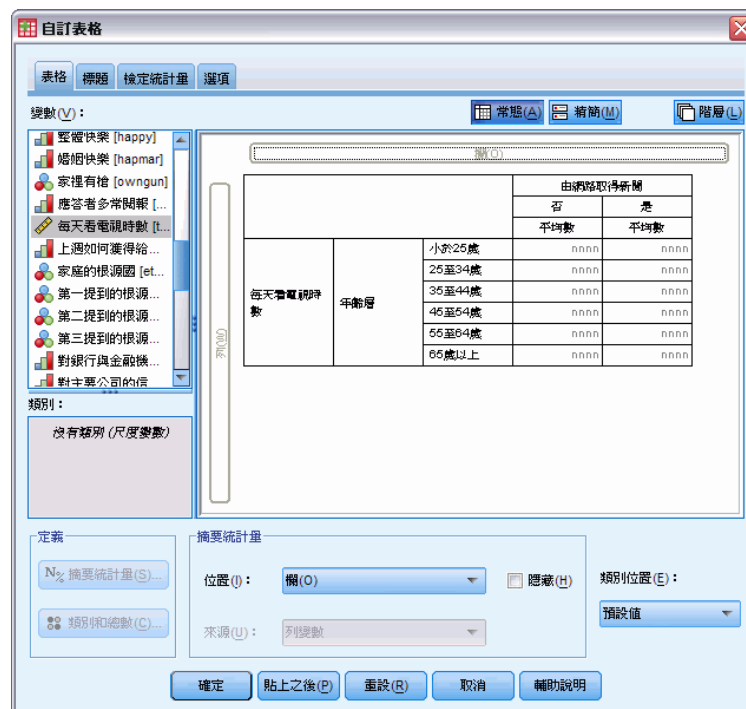 自訂表格
表格 標題 檢定統計量 選項
變數(V)：
常態(A) 精簡(M) 階層(L)
整體快樂 [happy]
婚姻快樂 [hapmar]
家裡有槍 [owngun]
應答者多常閱報 [...
每天看電視時數 [t...
上週如何獲得給...
家庭的根源國 [et...
第一提到的根源...
第二提到的根源...
第三提到的根源...
對銀行與金融機...
對主要公司的信
類別：
沒有類別 (尺度變數)
欄(O)
由網路取得新聞
否 是
平均數 平均數
每天看電視時數
年齡層
小於25歲 nnnn nnnn
25至34歲 nnnn nnnn
35至44歲 nnnn nnnn
45至54歲 nnnn nnnn
55至64歲 nnnn nnnn
65歲以上 nnnn nnnn
定義
摘要統計量(S)...
類別和總數(C)...
摘要統計量
位置(I)： 欄(O) 隱藏(H)
來源(U)： 列變數
類別位置(E)：
預設值
確定 貼上之後(P) 重設(R) 取消 輔助說明